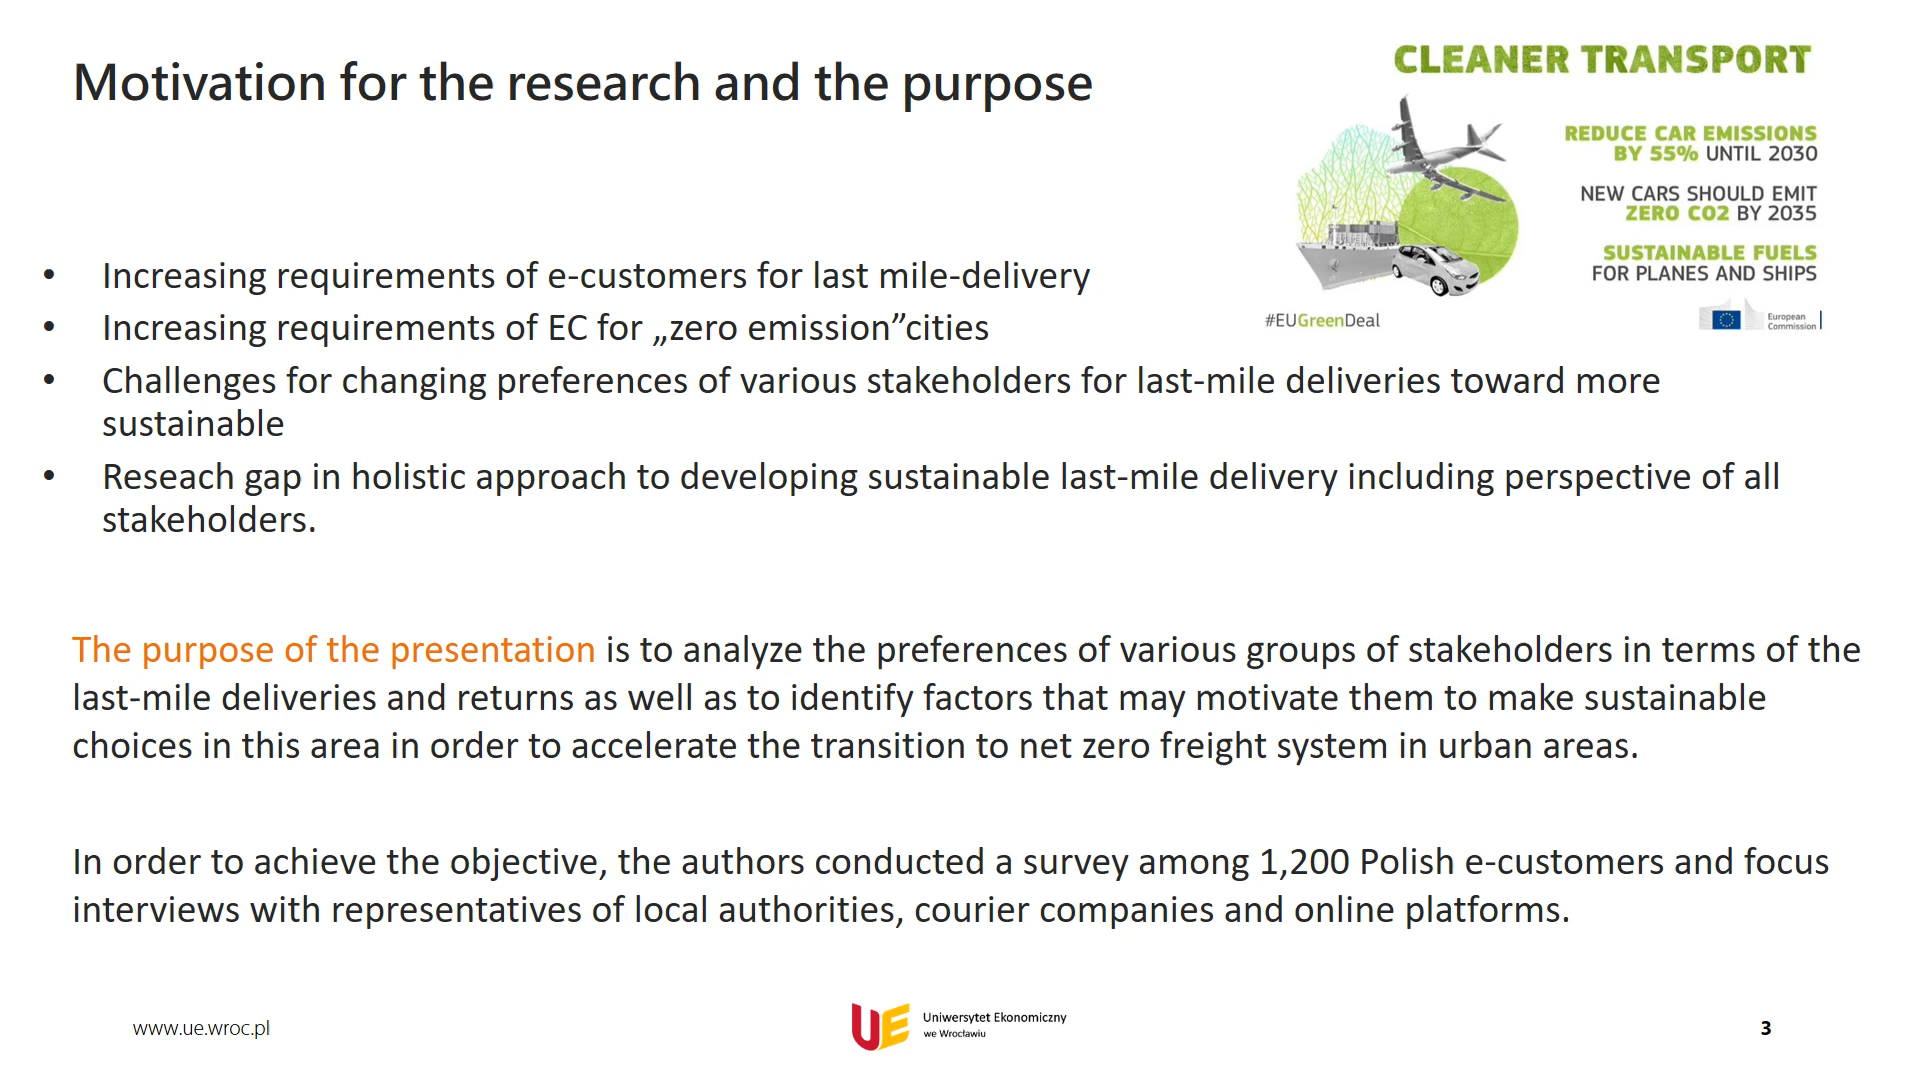 Motivation for the research and the purpose
CLEANER TRANSPORT
REDUCE CAR EMISSIONS
BY 55% UNTIL 2030
NEW CARS SHOULD EMIT
ZERO CO2 BY 2035
SUSTAINABLE FUELS
FOR PLANES AND SHIPS
#EUGreenDeal
European
Commission
• Increasing requirements of e-customers for last mile-delivery
• Increasing requirements of EC for „zero emission”cities
• Challenges for changing preferences of various stakeholders for last-mile deliveries toward more
sustainable
• Reseach gap in holistic approach to developing sustainable last-mile delivery including perspective of all
stakeholders.
The purpose of the presentation is to analyze the preferences of various groups of stakeholders in terms of the
last-mile deliveries and returns as well as to identify factors that may motivate them to make sustainable
choices in this area in order to accelerate the transition to net zero freight system in urban areas.
In order to achieve the objective, the authors conducted a survey among 1,200 Polish e-customers and focus
interviews with representatives of local authorities, courier companies and online platforms.
www.ue.wroc.pl
UE
Uniwersytet Ekonomiczny
we Wrocławiu
3